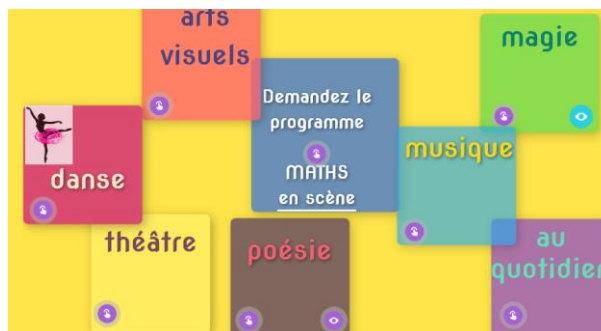 arts
visuels
magie
Demandez le
programme
MATHS
en scène
danse
musique
théâtre
poésie
au
quotidien